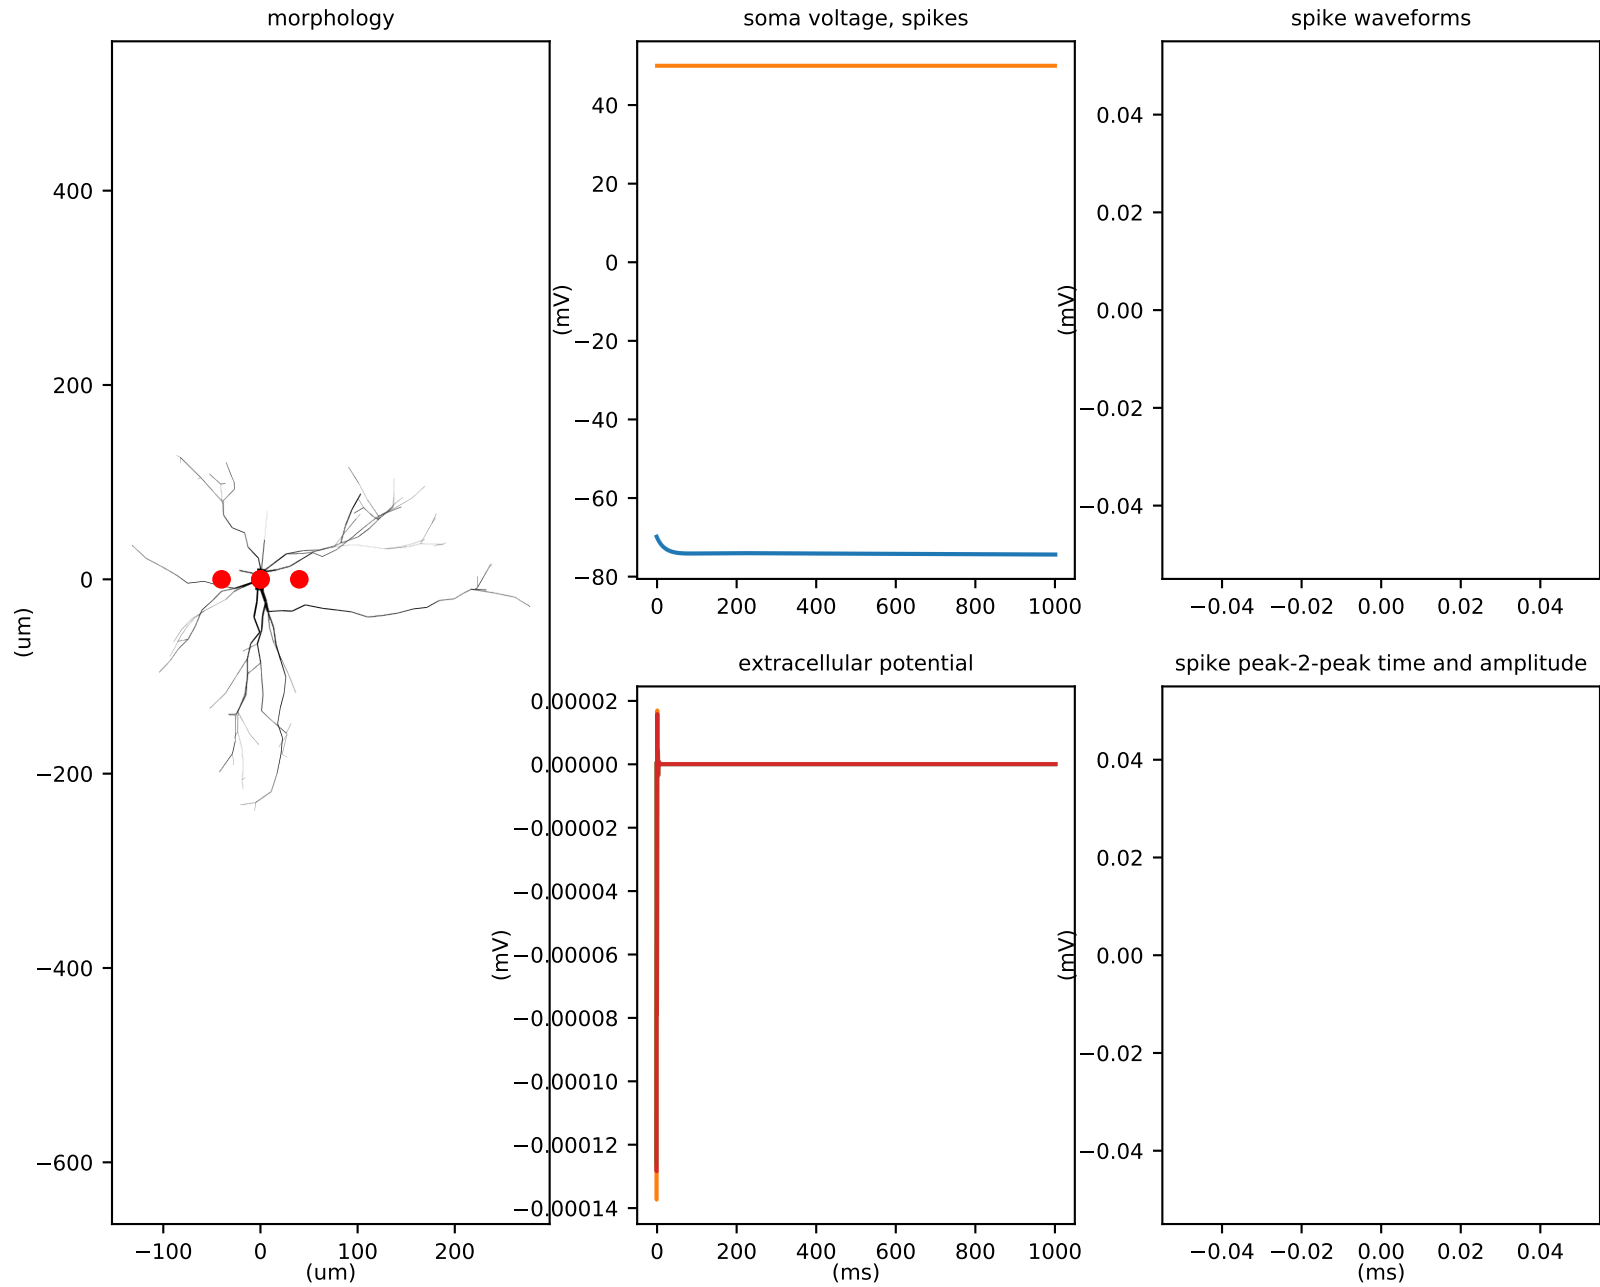 morphology
400
200
0
−200
−400
−600
(um)
−100 0 100 200
(um)
soma voltage, spikes
40
20
0
−20
−40
−60
−80
(mV)
0 200 400 600 800 1000
spike waveforms
0.04
0.02
0.00
−0.02
−0.04
(mV)
−0.04 −0.02 0.00 0.02 0.04
extracellular potential
0.00002
0.00000
−0.00002
−0.00004
−0.00006
−0.00008
−0.00010
−0.00012
−0.00014
(mV)
0 200 400 600 800 1000
(ms)
spike peak-2-peak time and amplitude
0.04
0.02
0.00
−0.02
−0.04
(mV)
−0.04 −0.02 0.00 0.02 0.04
(ms)